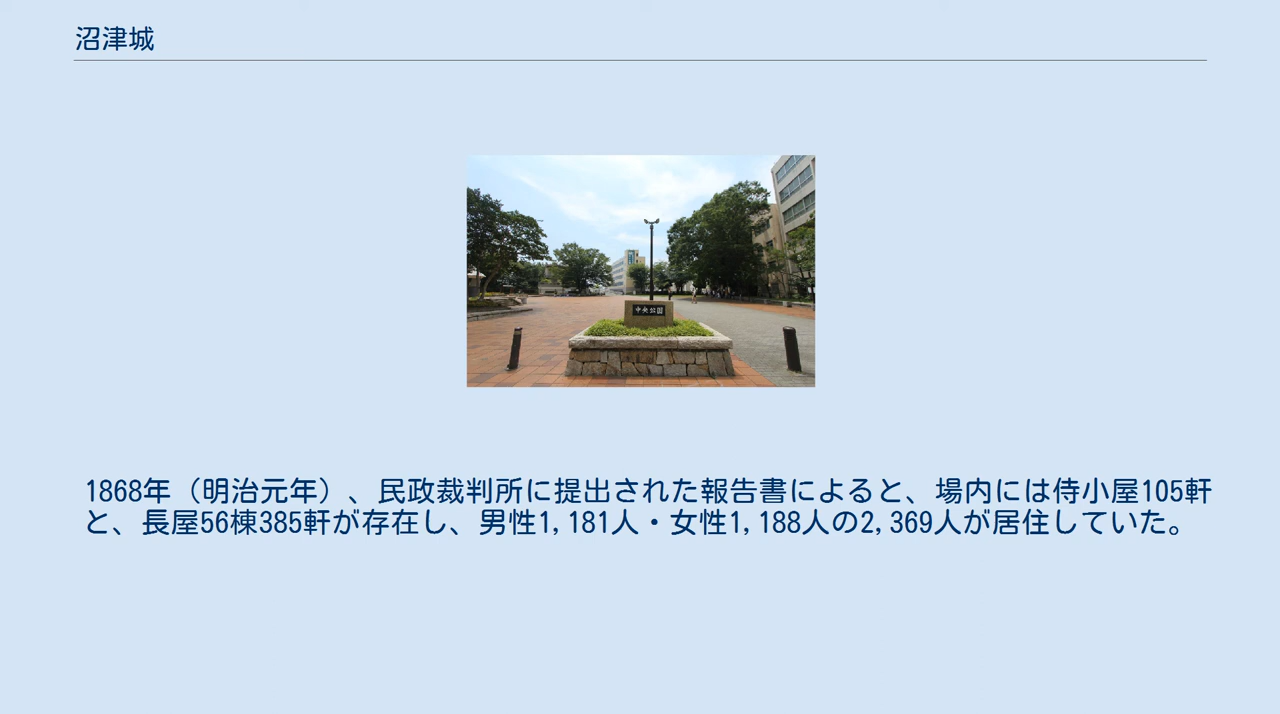 沼津城
中央公園
1868年（明治元年）、民政裁判所に提出された報告書によると、場内には侍小屋105軒
と、長屋56棟385軒が存在し、男性1,181人・女性1,188人の2,369人が居住していた。